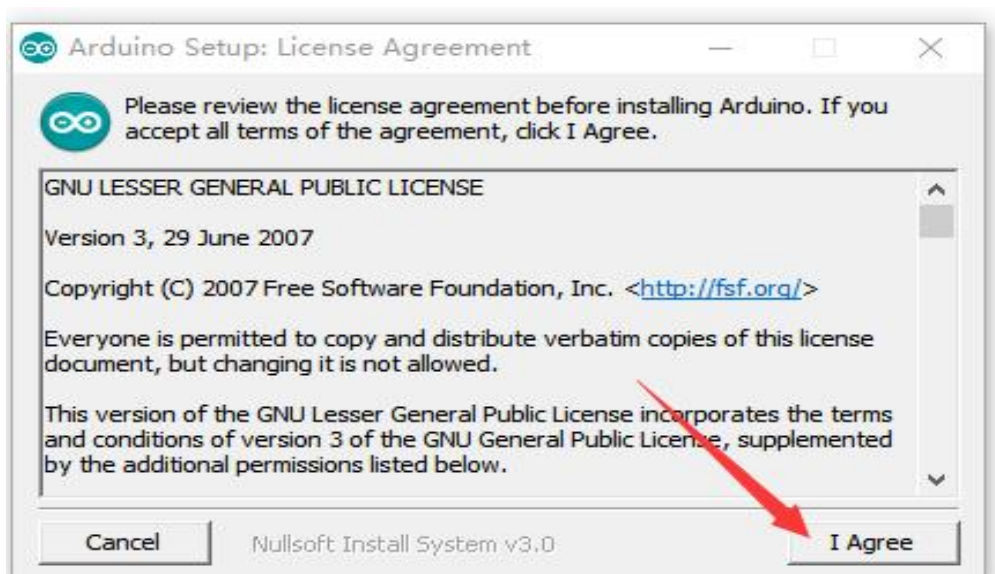 Arduino Setup: License Agreement
Please review the license agreement before installing Arduino. If you
accept all terms of the agreement, click I Agree.
GNU LESSER GENERAL PUBLIC LICENSE
Version 3, 29 June 2007
Copyright (C) 2007 Free Software Foundation, Inc. <http://fsf.org/>
Everyone is permitted to copy and distribute verbatim copies of this license
document, but changing it is not allowed.
This version of the GNU Lesser General Public License incorporates the terms
and conditions of version 3 of the GNU General Public License, supplemented
by the additional permissions listed below.
Cancel
Nullsoft Install System v3.0
I Agree